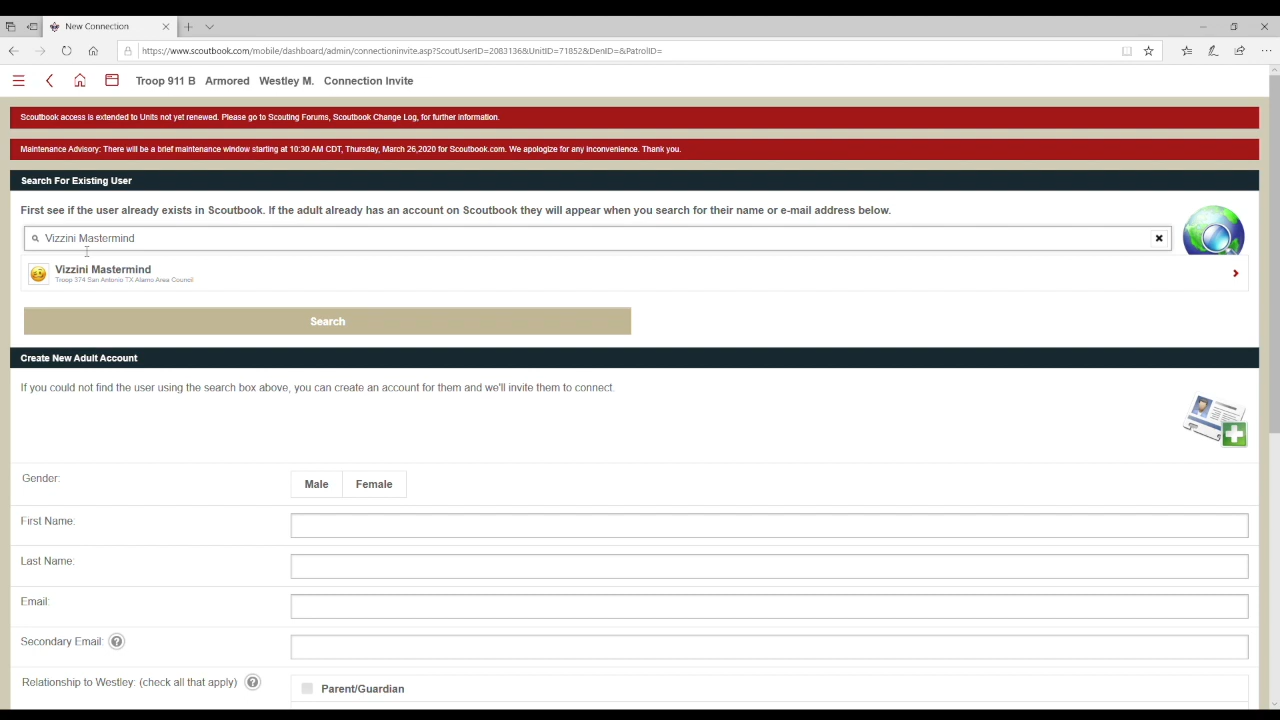 New Connection
https://www.scoutbook.com/mobile/dashboard/admin/connectioninvite.asp?ScoutUserID=2083136&UnitID=71852&DenID=&PatrolID=
Troop 911 B Armored Westley M. Connection Invite
Scoutbook access is extended to Units not yet renewed. Please go to Scouting Forums, Scoutbook Change Log, for further information.
Maintenance Advisory: There will be a brief maintenance window starting at 10:30 AM CDT, Thursday, March 26,2020 for Scoutbook.com. We apologize for any inconvenience. Thank you.
Search For Existing User
First see if the user already exists in Scoutbook. If the adult already has an account on Scoutbook they will appear when you search for their name or e-mail address below.
Vizzini Mastermind
Vizzini Mastermind
Troop 374 San Antonio TX Alamo Area Council
Search
Create New Adult Account
If you could not find the user using the search box above, you can create an account for them and we'll invite them to connect.
Gender:
Male Female
First Name:
Last Name:
Email:
Secondary Email: ?
Relationship to Westley: (check all that apply) ?
Parent/Guardian